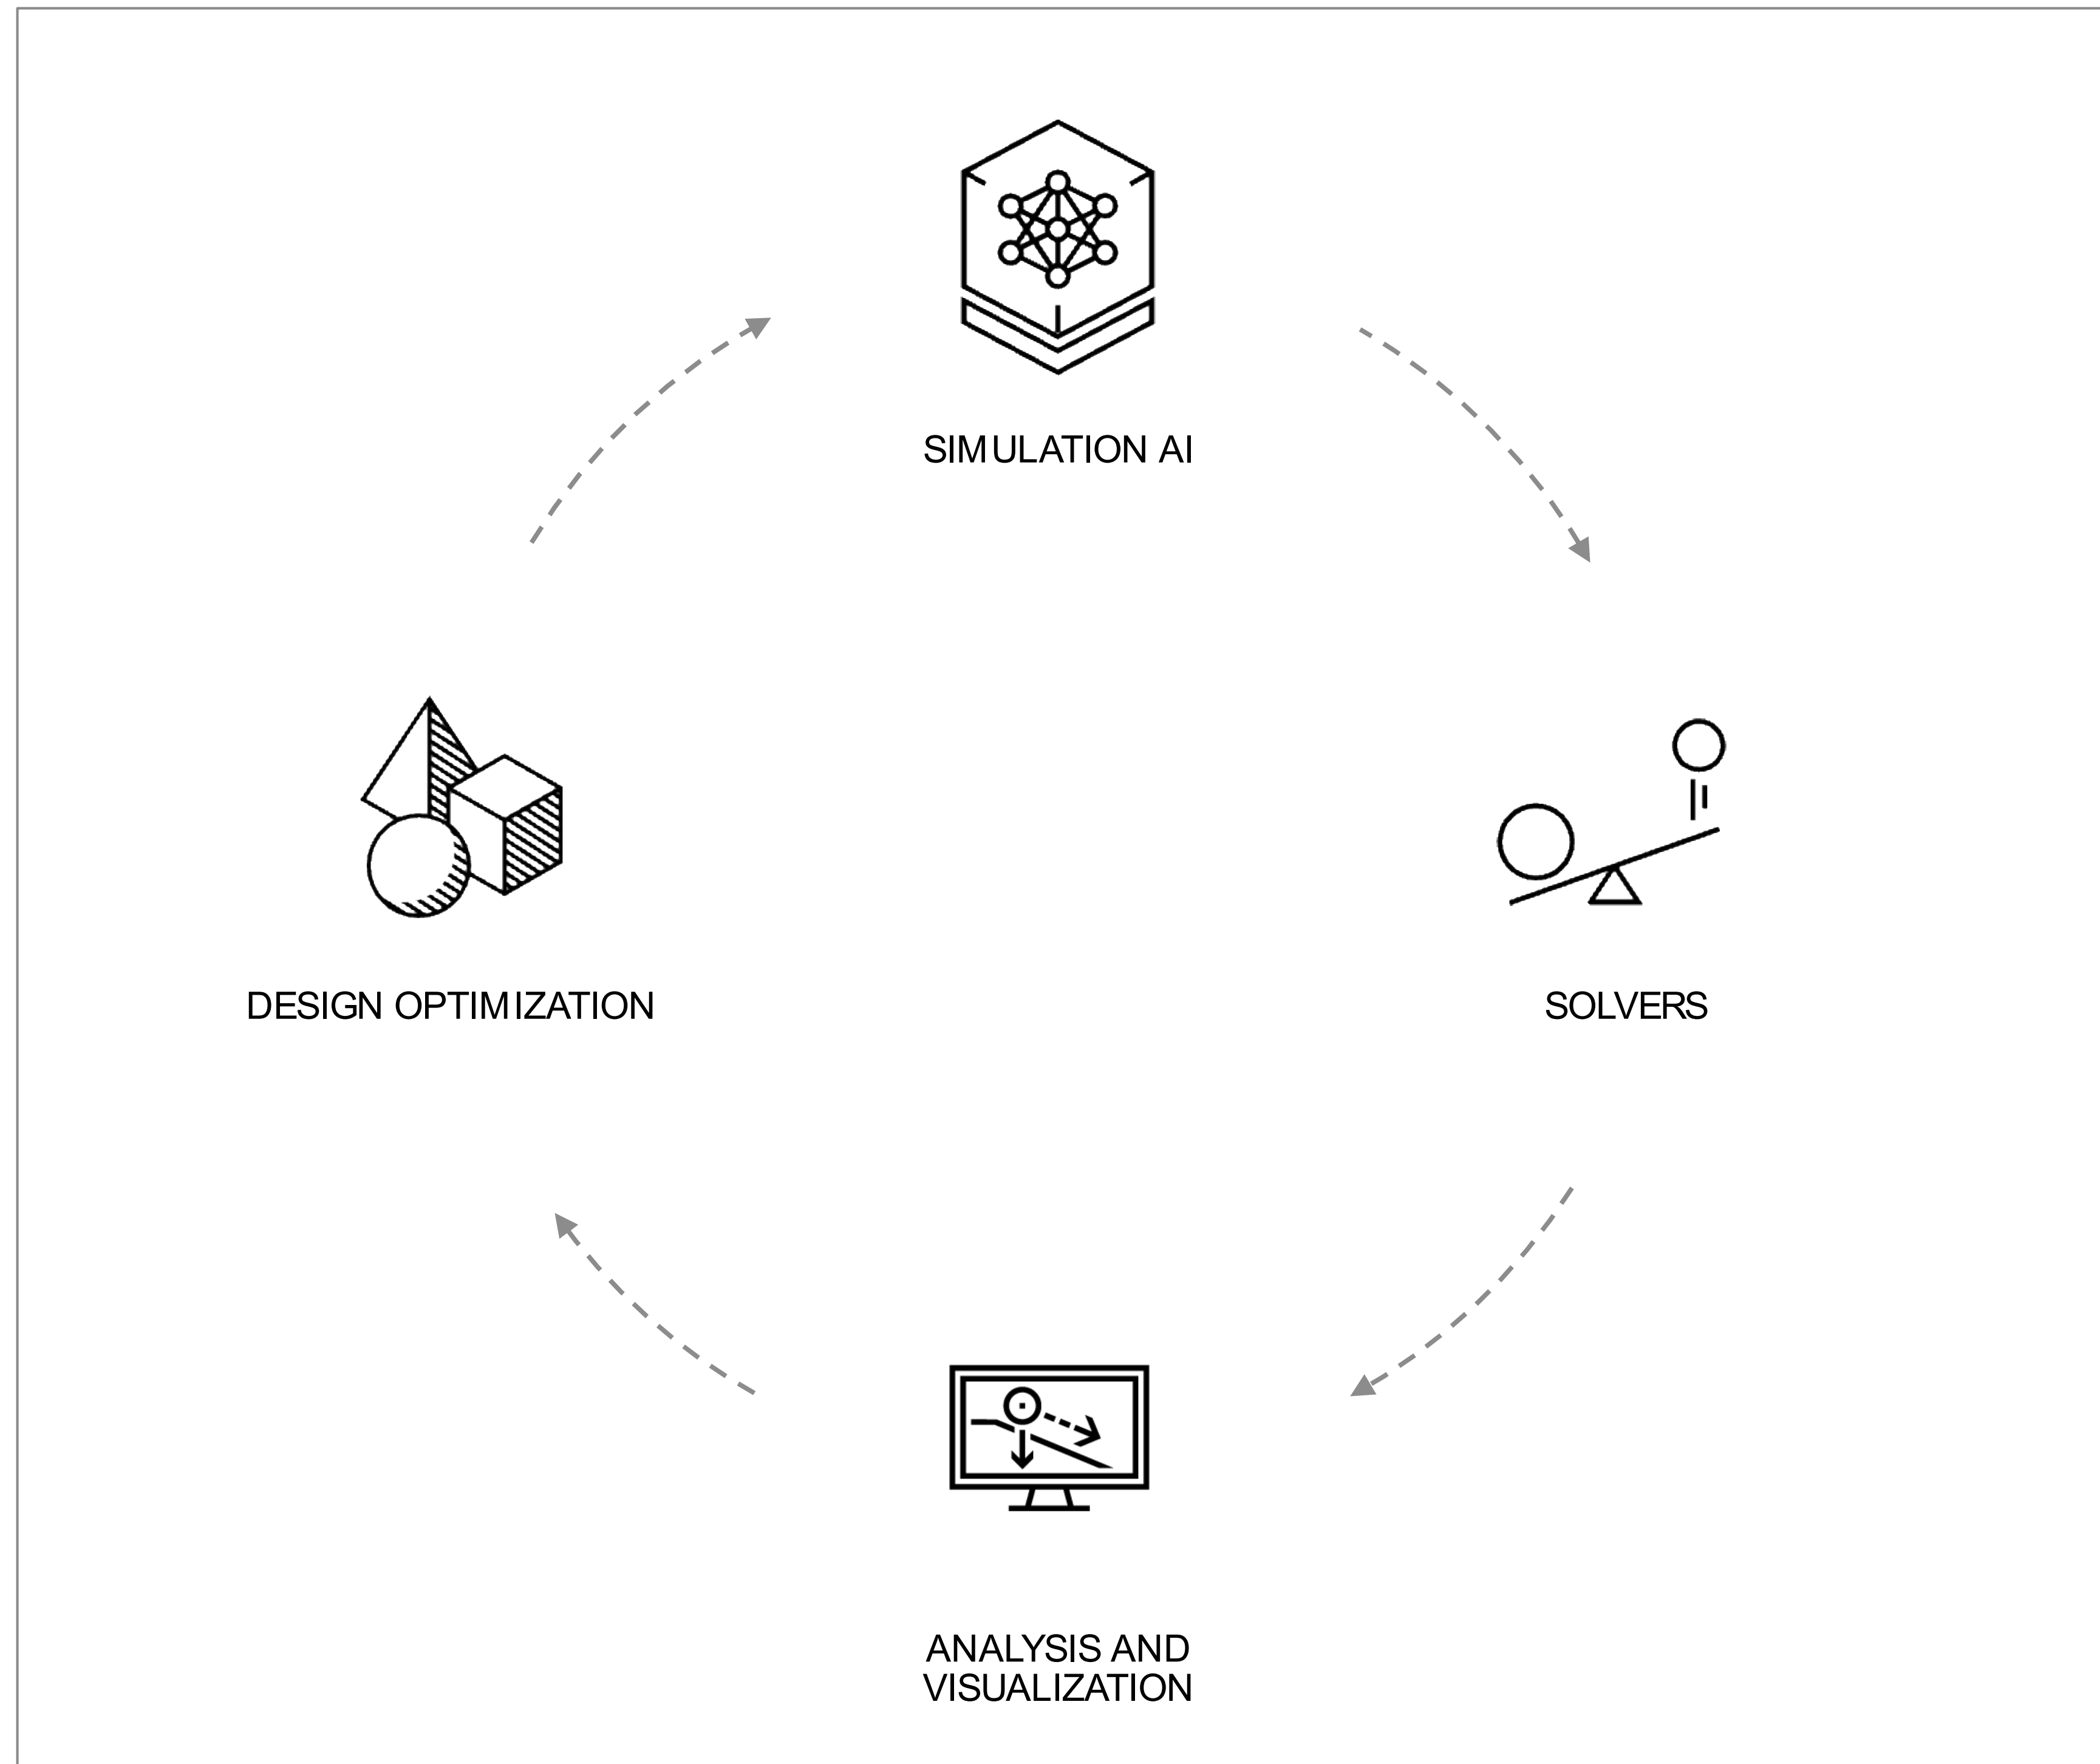 SIMULATION AI
DESIGN OPTIMIZATION
SOLVERS
ANALYSIS AND
VISUALIZATION